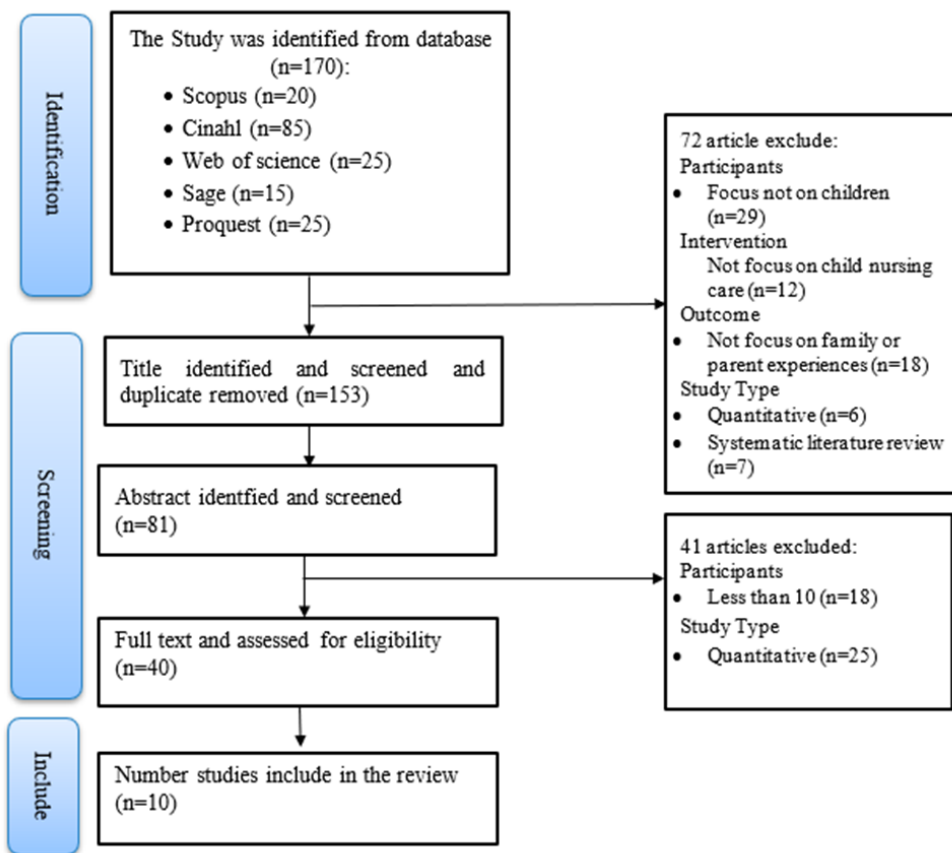 Identification
The Study was identified from database
(n=170):
• Scopus (n=20)
• Cinahl (n=85)
• Web of science (n=25)
• Sage (n=15)
• Proquest (n=25)
72 article exclude:
Participants
• Focus not on children
(n=29)
Intervention
Not focus on child nursing
care (n=12)
Outcome
• Not focus on family or
parent experiences (n=18)
Study Type
• Quantitative (n=6)
• Systematic literature review
(n=7)
Screening
Title identified and screened and
duplicate removed (n=153)
Abstract identfied and screened
(n=81)
41 articles excluded:
Participants
• Less than 10 (n=18)
Study Type
• Quantitative (n=25)
Full text and assessed for eligibility
(n=40)
Include
Number studies include in the review
(n=10)